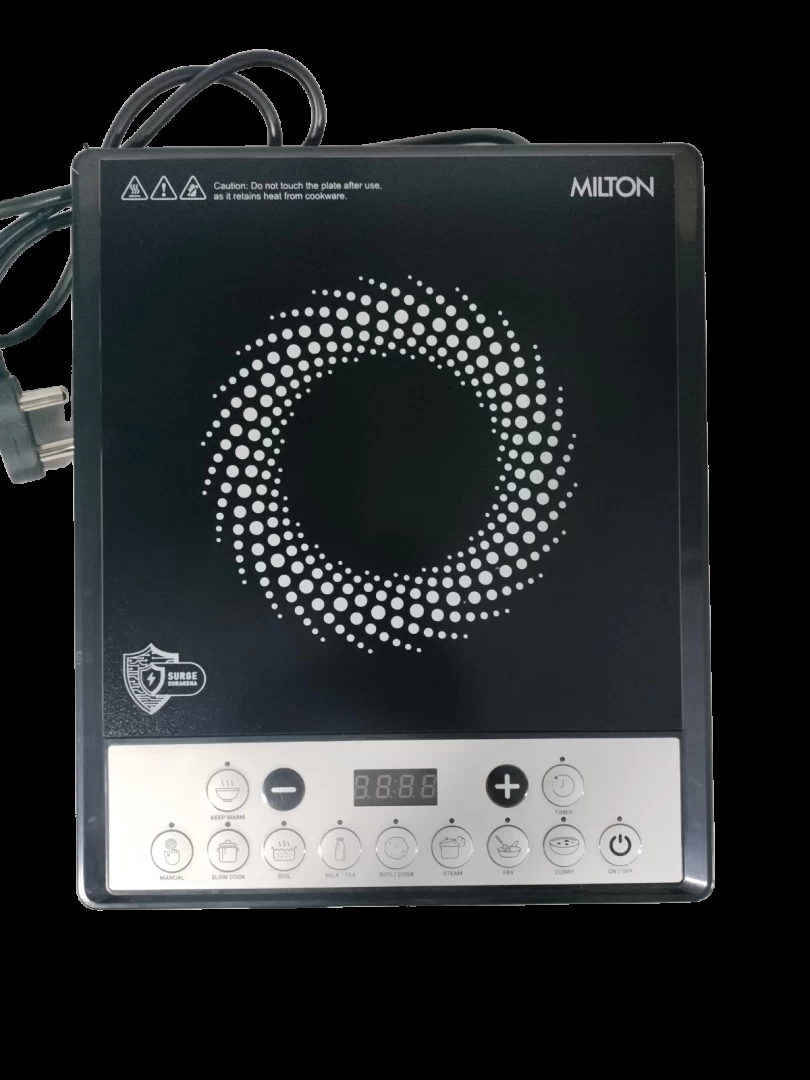 Caution: Do not touch the plate after use,
as it retains heat from cookware.
MILTON
SURGE
SURAKSHA
KEEP WARM
TIMER
MANUAL
SLOW COOK
BOIL
MILK / TEA
ROTI / DOSA
STEAM
FRY
CURRY
ON / OFF